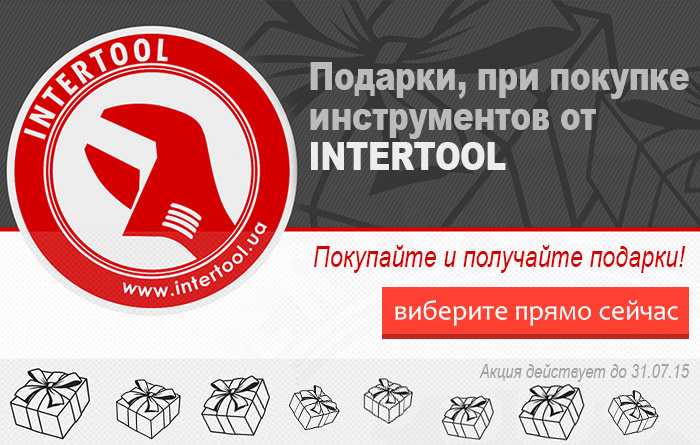 INTERTOOL
www.intertool.ua
Подарки, при покупке
инструментов от
INTERTOOL
Покупайте и получайте подарки!
виберите прямо сейчас
Акция действует до 31.07.15